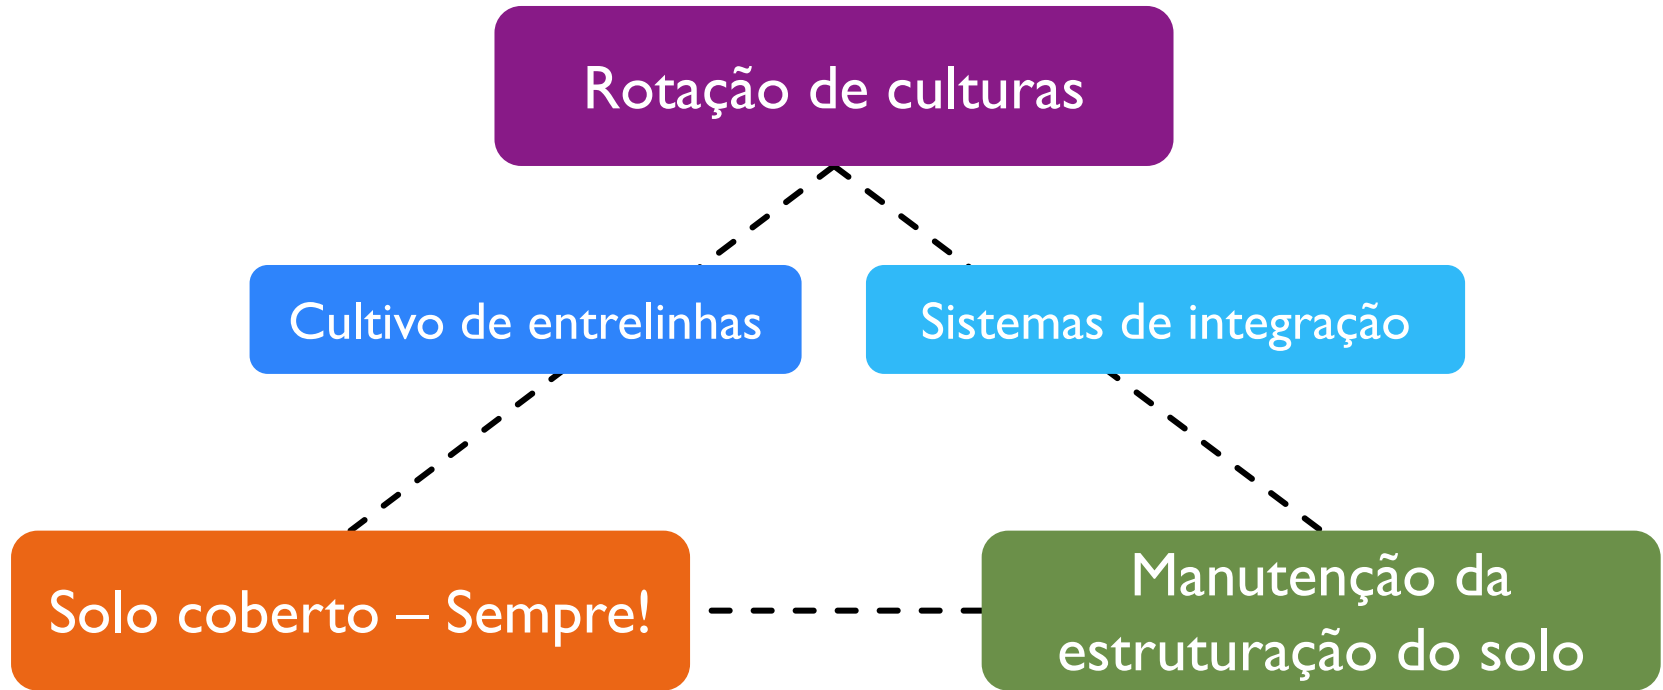 Rotação de culturas
Cultivo de entrelinhas
Sistemas de integração
Solo coberto – Sempre!
Manutenção da
estruturação do solo